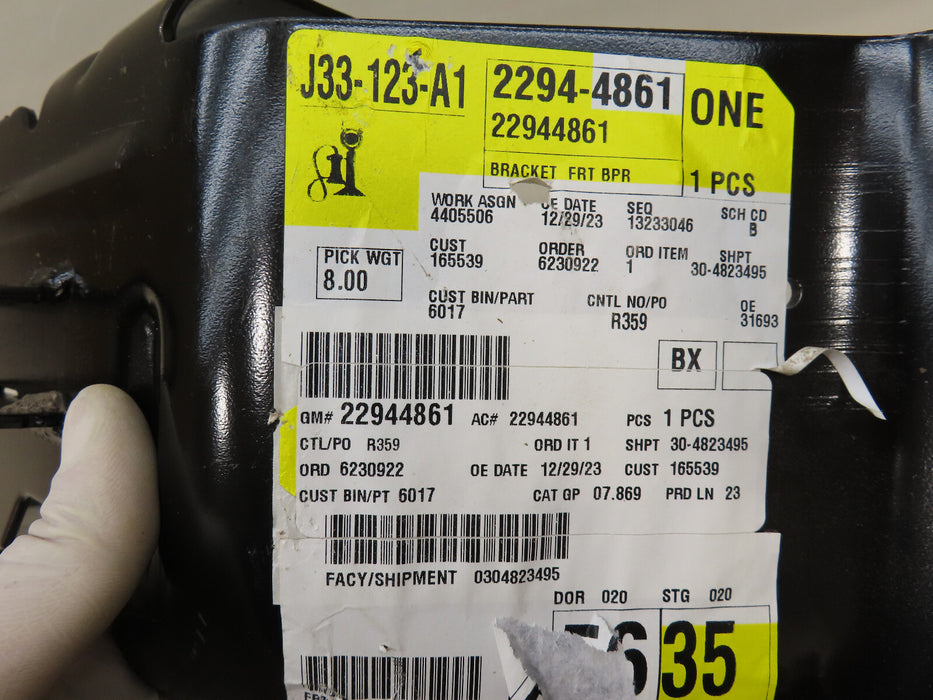 J33-123-A1
2294-4861
22944861
BRACKET FRT BPR
ONE
1 PCS
WORK ASGN OE DATE SEQ SCH CD
4405506 12/29/23 13233046 B
CUST ORDER ORD ITEM SHPT
165539 6230922 1 30-4823495
PICK WGT
8.00
CUST BIN/PART CNTL NO/PO OE
6017 R359 31693
BX
GM# 22944861 AC# 22944861 PCS 1 PCS
CTL/PO R359 ORD IT 1 SHPT 30-4823495
ORD 6230922 OE DATE 12/29/23 CUST 165539
CUST BIN/PT 6017 CAT GP 07.869 PRD LN 23
FACY/SHIPMENT 0304823495
DOR 020 STG 020
35